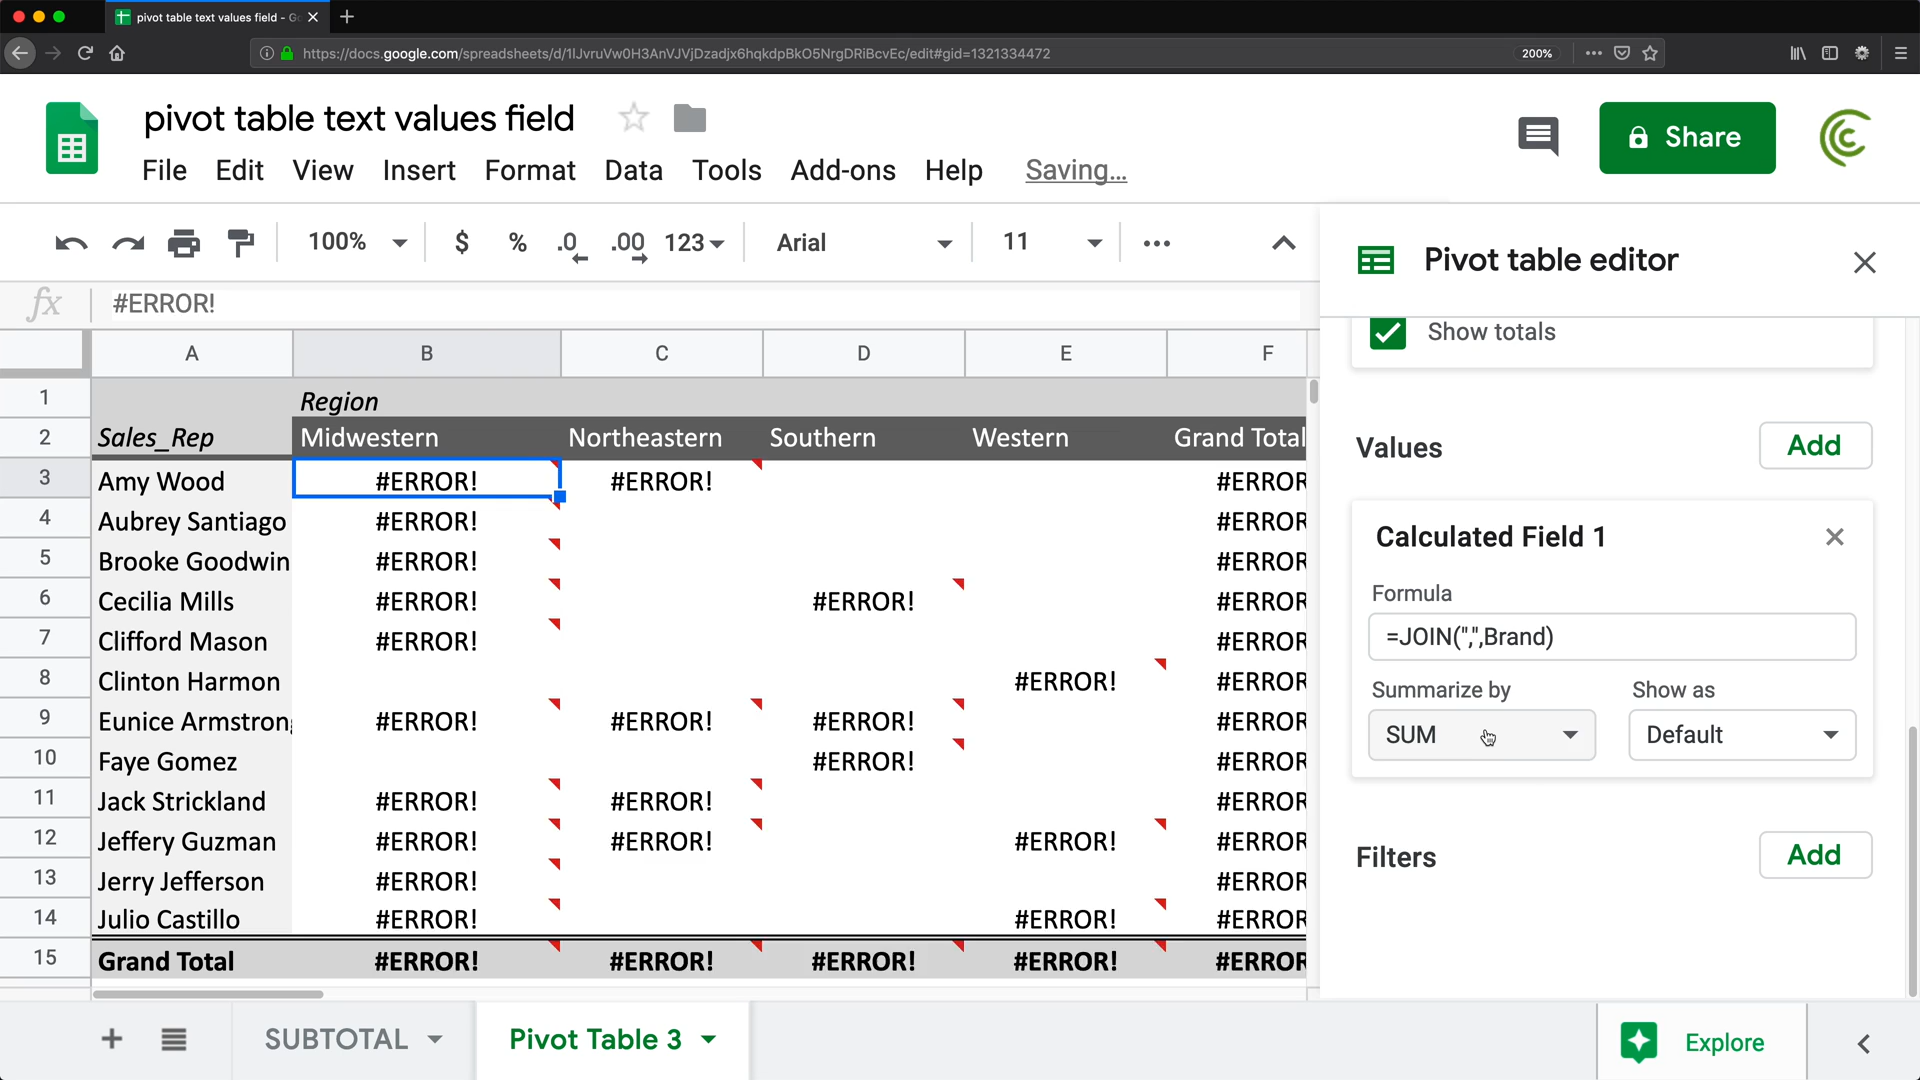 pivot table text values field - Go
https://docs.google.com/spreadsheets/d/1IJvruVw0H3AnVJVjDzadjx6hqkdpBkO5NrgDRiBcvEc/edit#gid=1321334472
200%
pivot table text values field
Share
File Edit View Insert Format Data Tools Add-ons Help Saving...
100% $ % .0 .00 123 Arial 11
Pivot table editor
fx #ERROR!
Show totals
A B C D E F
1 Region
2 Sales_Rep Midwestern Northeastern Southern Western Grand Total
3 Amy Wood #ERROR! #ERROR! #ERROR
4 Aubrey Santiago #ERROR! #ERROR
5 Brooke Goodwin #ERROR! #ERROR
6 Cecilia Mills #ERROR! #ERROR! #ERROR
7 Clifford Mason #ERROR! #ERROR
8 Clinton Harmon #ERROR! #ERROR
9 Eunice Armstrong #ERROR! #ERROR! #ERROR! #ERROR
10 Faye Gomez #ERROR! #ERROR
11 Jack Strickland #ERROR! #ERROR! #ERROR
12 Jeffery Guzman #ERROR! #ERROR! #ERROR! #ERROR
13 Jerry Jefferson #ERROR! #ERROR
14 Julio Castillo #ERROR! #ERROR! #ERROR
15 Grand Total #ERROR! #ERROR! #ERROR! #ERROR! #ERROR
Values Add
Calculated Field 1
Formula
=JOIN(",",Brand)
Summarize by Show as
SUM Default
Filters Add
SUBTOTAL Pivot Table 3 Explore